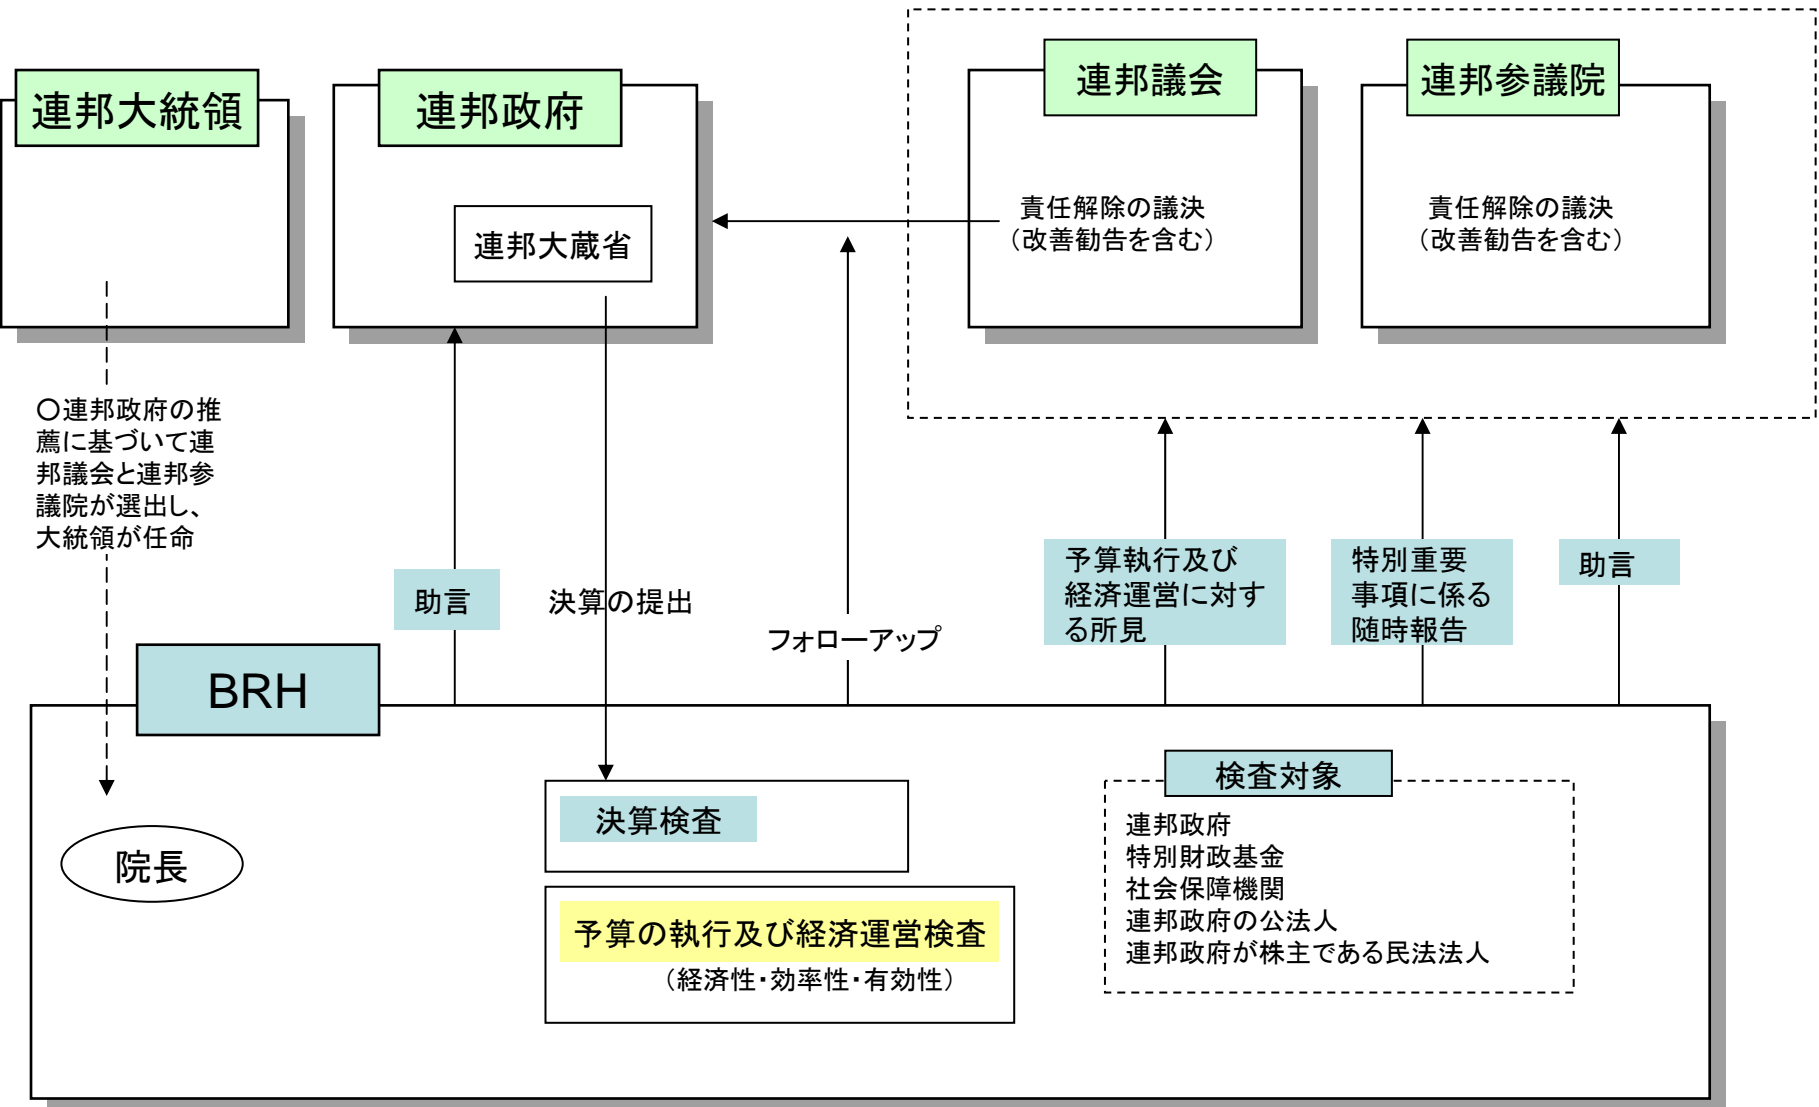 連邦大統領
連邦政府
連邦議会
連邦参議院
連邦大蔵省
責任解除の議決
（改善勧告を含む）
責任解除の議決
（改善勧告を含む）
〇連邦政府の推
薦に基づいて連
邦議会と連邦参
議院が選出し、
大統領が任命
助言
決算の提出
フォローアップ
予算執行及び
経済運営に対す
る所見
特別重要
事項に係る
随時報告
助言
BRH
院長
決算検査
予算の執行及び経済運営検査
（経済性・効率性・有効性）
検査対象
連邦政府
特別財政基金
社会保障機関
連邦政府の公法人
連邦政府が株主である民法法人